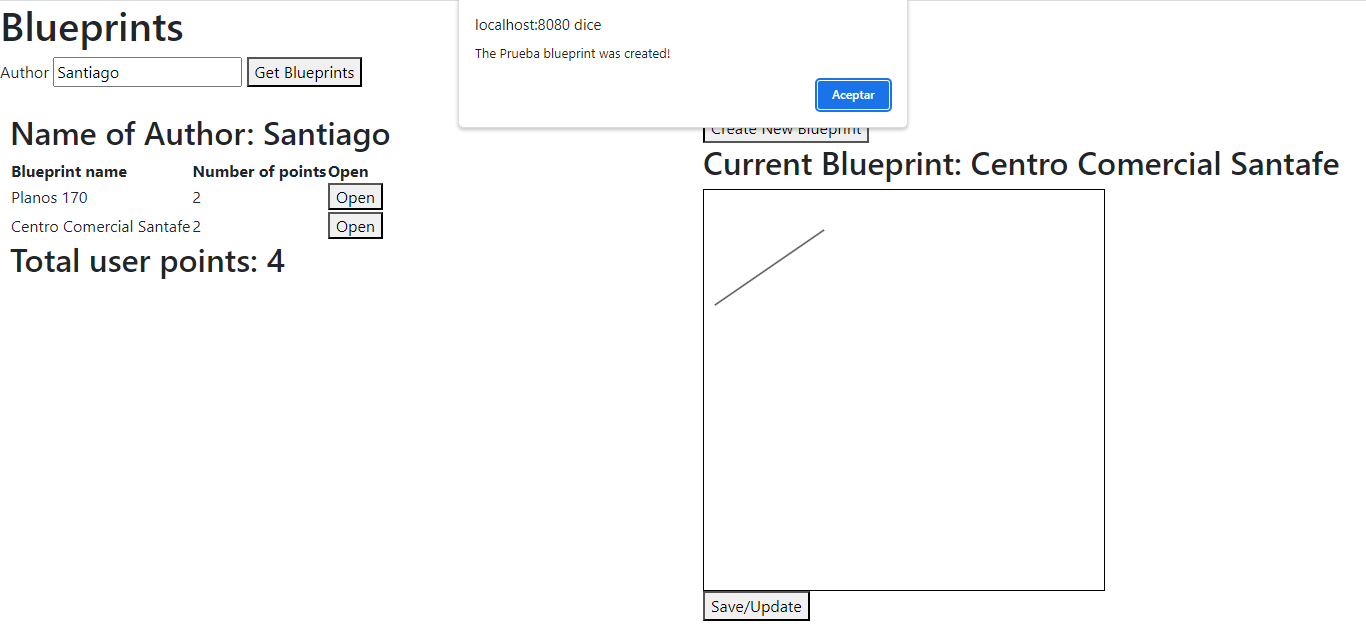 Blueprints
Author Santiago Get Blueprints
localhost:8080 dice
The Prueba blueprint was created!
Aceptar
Name of Author: Santiago
Blueprint name Number of points Open
Planos 170 2 Open
Centro Comercial Santafe 2 Open
Total user points: 4
Create New Blueprint
Current Blueprint: Centro Comercial Santafe
Save/Update